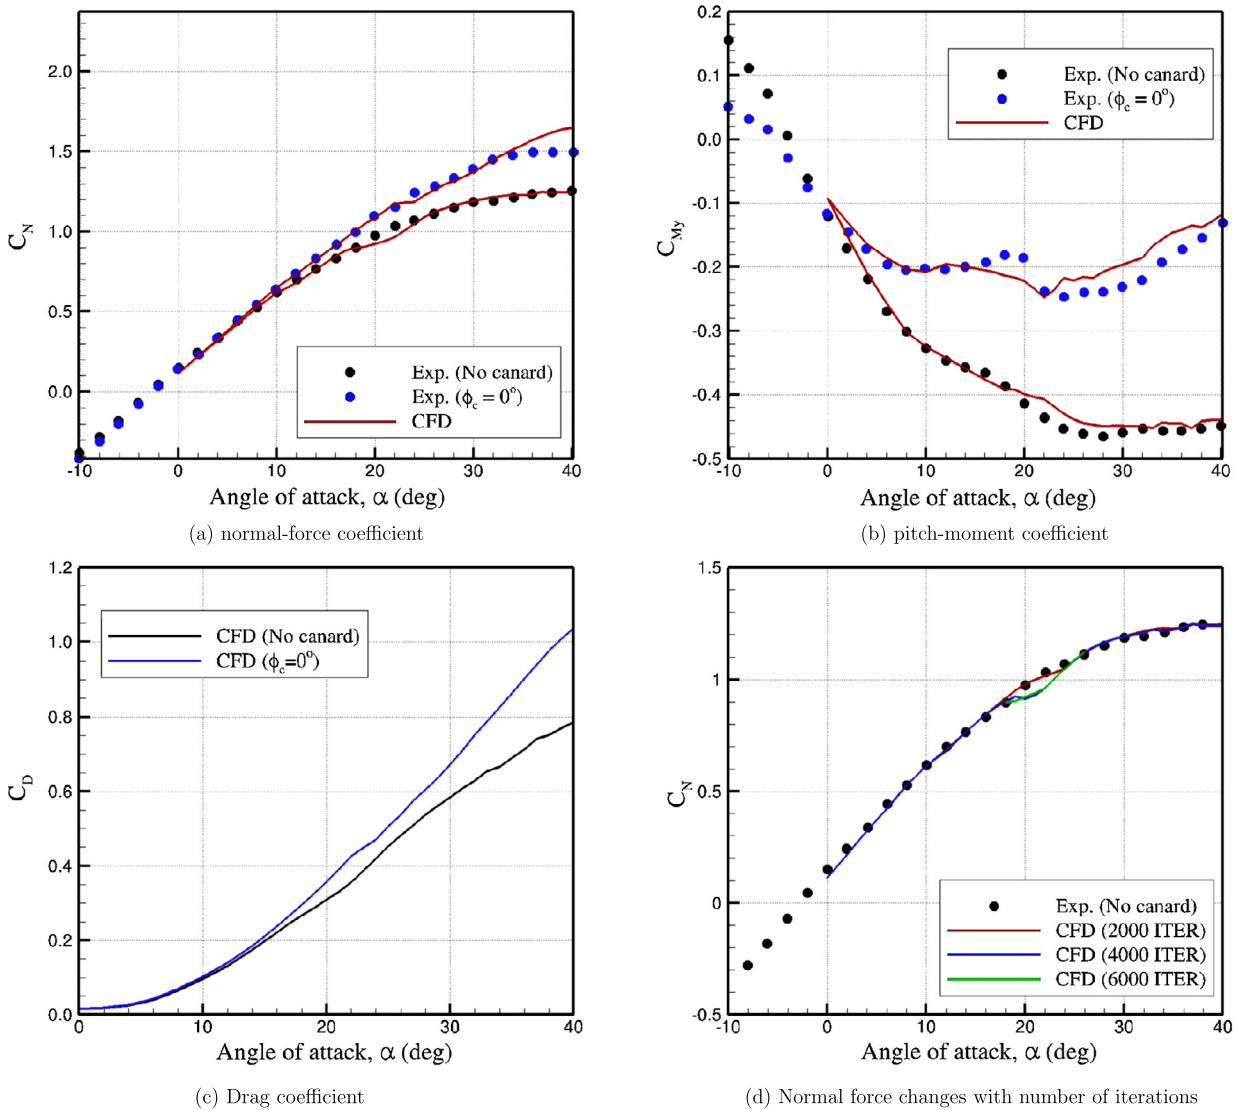 2.0
1.5
1.0
0.5
0.0
C_N
Exp. (No canard)
Exp. (ϕ_c = 0°)
CFD
-10 0 10 20 30 40
Angle of attack, α (deg)
(a) normal-force coefficient
0.2
0.1
0.0
-0.1
-0.2
-0.3
-0.4
-0.5
C_My
Exp. (No canard)
Exp. (ϕ_c = 0°)
CFD
-10 0 10 20 30 40
Angle of attack, α (deg)
(b) pitch-moment coefficient
1.2
1.0
0.8
0.6
0.4
0.2
0.0
C_D
CFD (No canard)
CFD (ϕ_c=0°)
0 10 20 30 40
Angle of attack, α (deg)
(c) Drag coefficient
1.5
1
0.5
0
-0.5
C_N
Exp. (No canard)
CFD (2000 ITER)
CFD (4000 ITER)
CFD (6000 ITER)
-10 0 10 20 30 40
Angle of attack, α (deg)
(d) Normal force changes with number of iterations